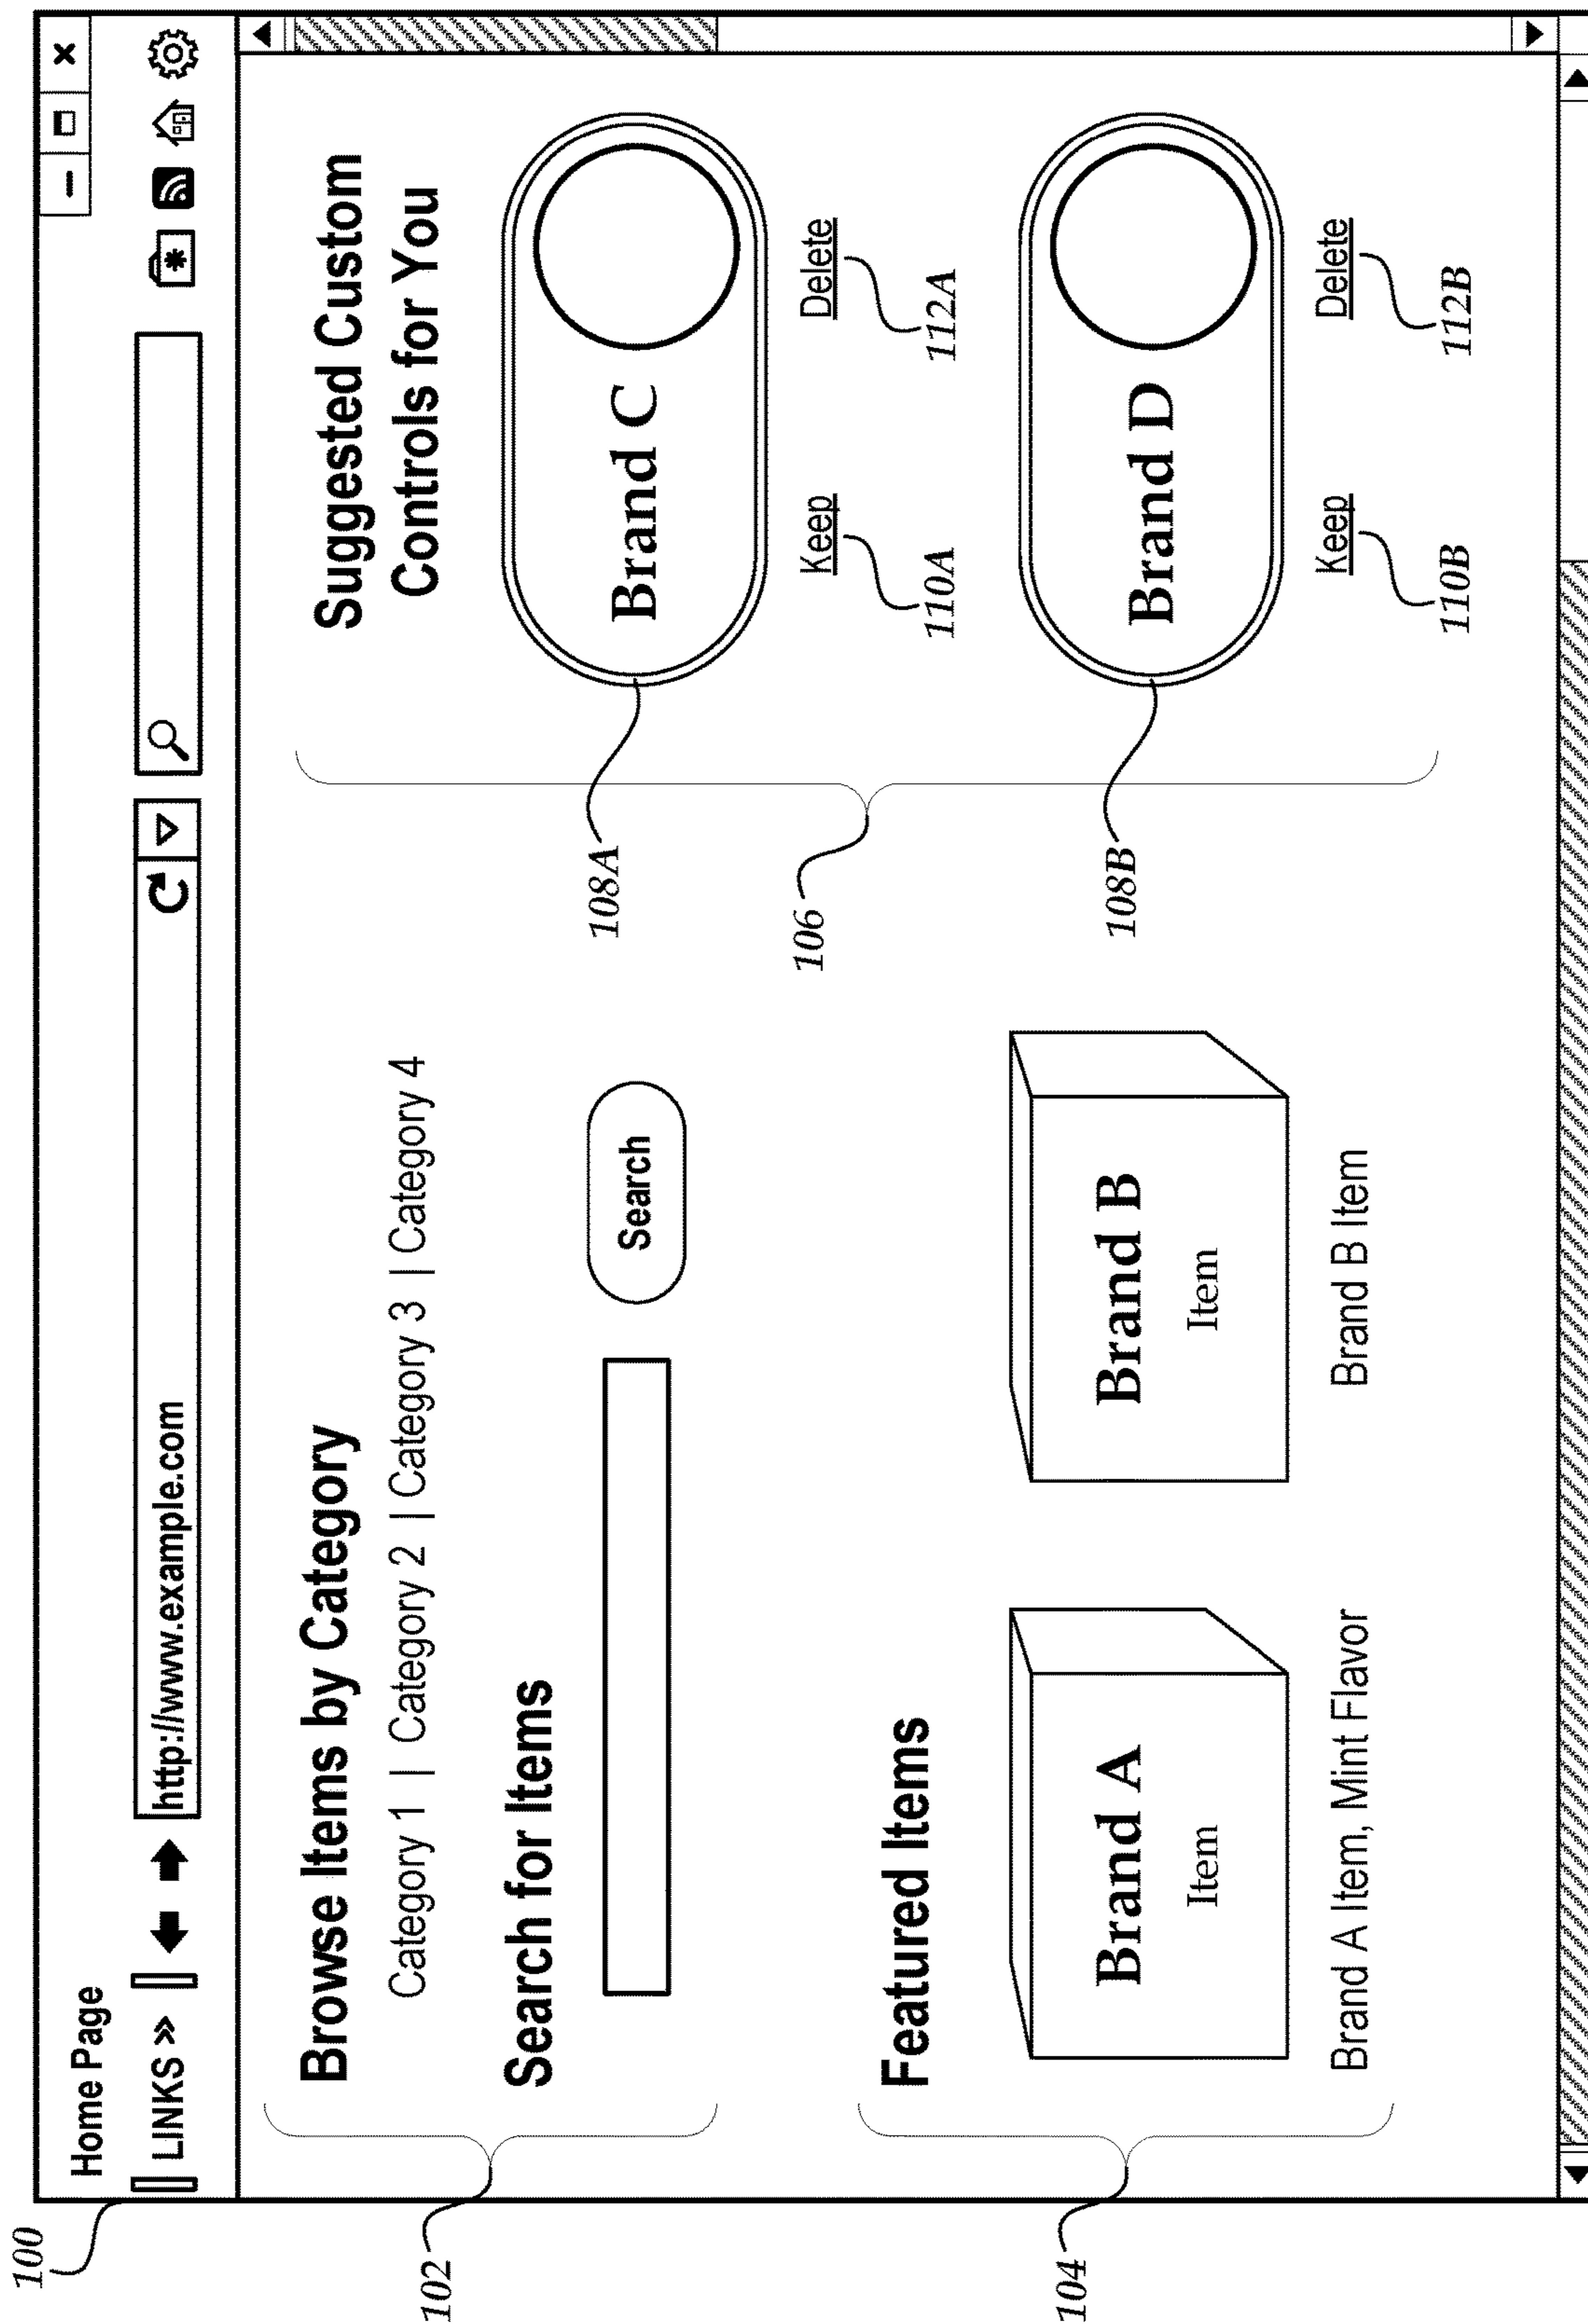 100
Home Page
LINKS »
http://www.example.com
102
Browse Items by Category
Category 1 | Category 2 | Category 3 | Category 4
Search for Items
Search
104
Featured Items
Brand A
Item
Brand A Item, Mint Flavor
Brand B
Item
Brand B Item
106
Suggested Custom
Controls for You
108A
Brand C
Keep
Delete
110A
112A
108B
Brand D
Keep
Delete
110B
112B